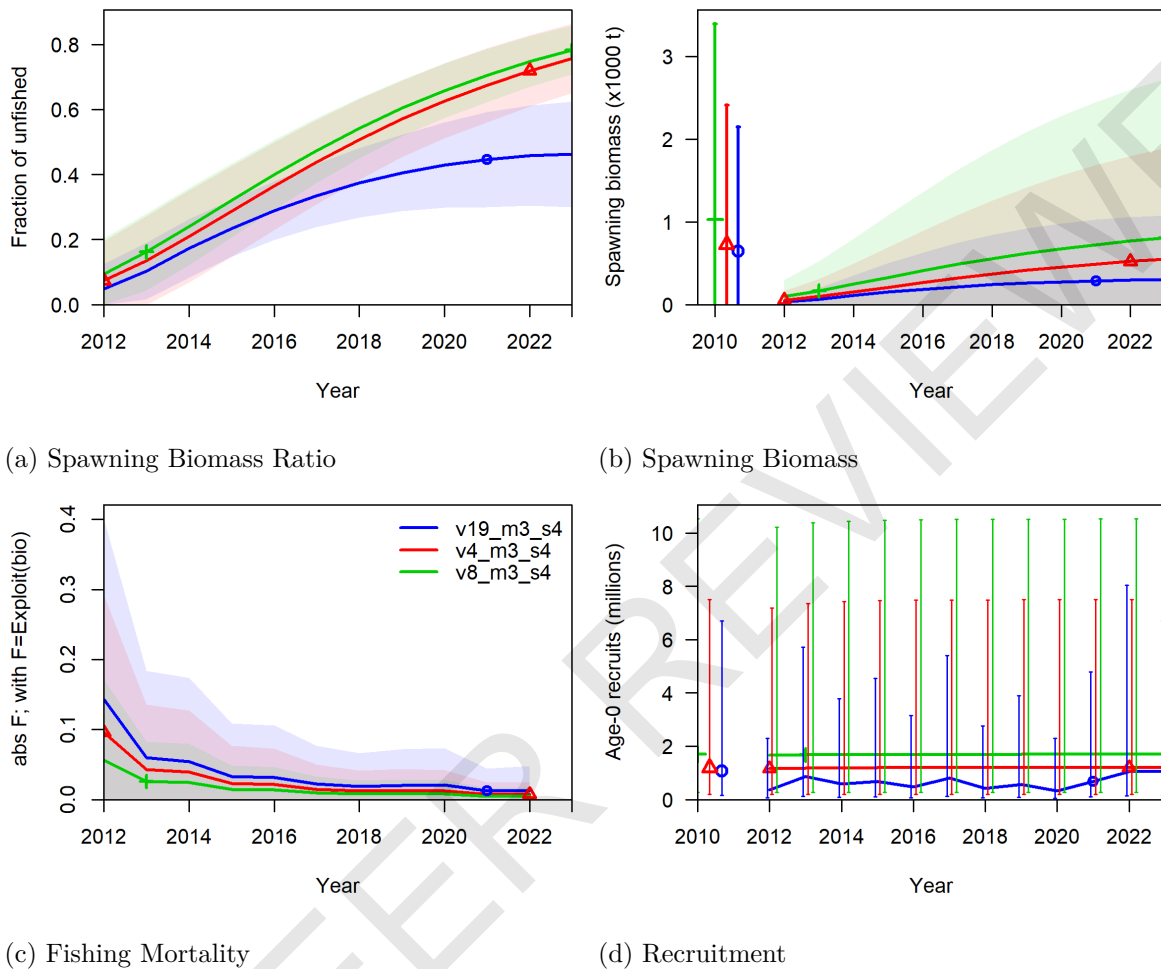 Fraction of unfished
0.0 0.2 0.4 0.6 0.8
2012 2014 2016 2018 2020 2022
Year
(a) Spawning Biomass Ratio
Spawning biomass (x1000 t)
0 1 2 3
2010 2012 2014 2016 2018 2020 2022
Year
(b) Spawning Biomass
abs F; with F=Exploit(bio)
0.0 0.1 0.2 0.3 0.4
v19_m3_s4
v4_m3_s4
v8_m3_s4
2012 2014 2016 2018 2020 2022
Year
(c) Fishing Mortality
Age-0 recruits (millions)
0 2 4 6 8 10
2010 2012 2014 2016 2018 2020 2022
Year
(d) Recruitment
ER REVIEW